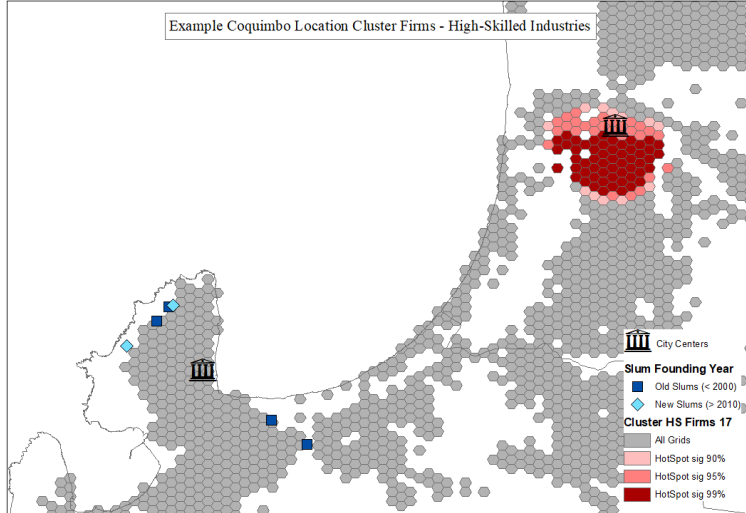 Example Coquimbo Location Cluster Firms - High-Skilled Industries
City Centers
Slum Founding Year
Old Slums (< 2000)
New Slums (> 2010)
Cluster HS Firms 17
All Grids
HotSpot sig 90%
HotSpot sig 95%
HotSpot sig 99%